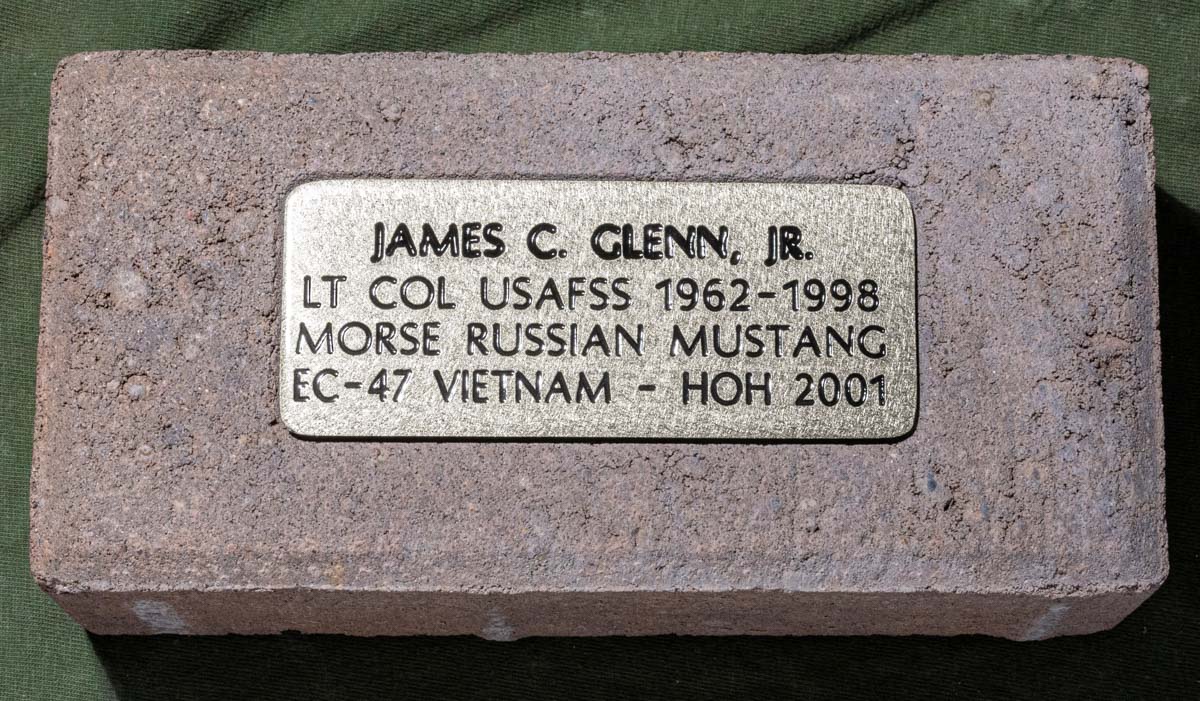 JAMES C. GLENN, JR.
LT COL USAFSS 1962-1998
MORSE RUSSIAN MUSTANG
EC-47 VIETNAM - HOH 2001